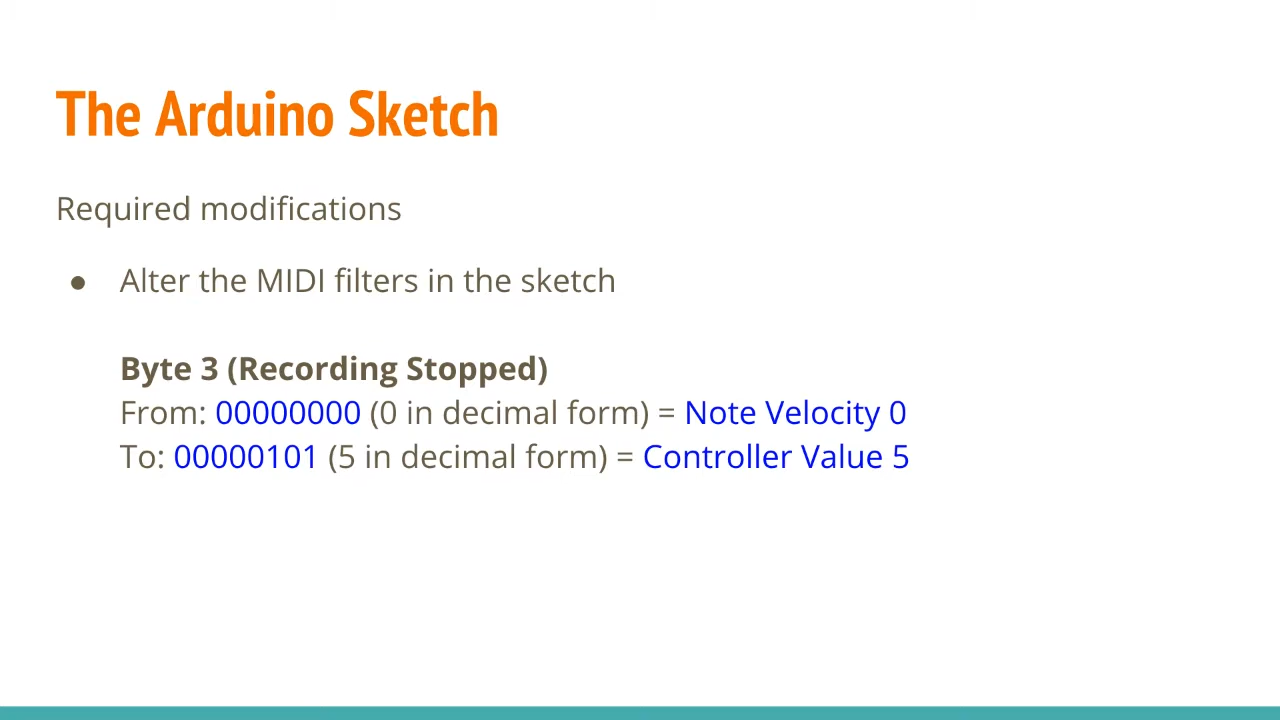 The Arduino Sketch
Required modifications
● Alter the MIDI filters in the sketch
Byte 3 (Recording Stopped)
From: 00000000 (0 in decimal form) = Note Velocity 0
To: 00000101 (5 in decimal form) = Controller Value 5